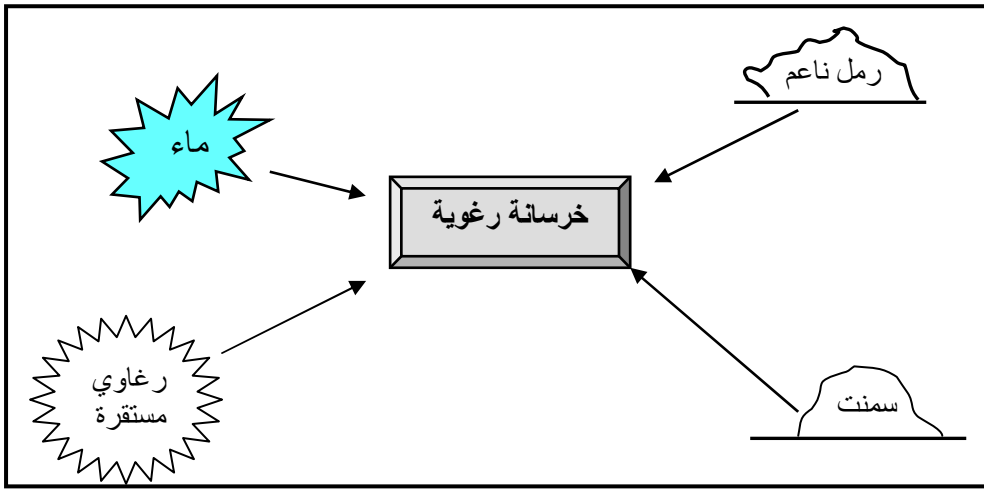 رمل ناعم
ماء
خرسانة رغوية
رغاوي
مستقرة
سمنت